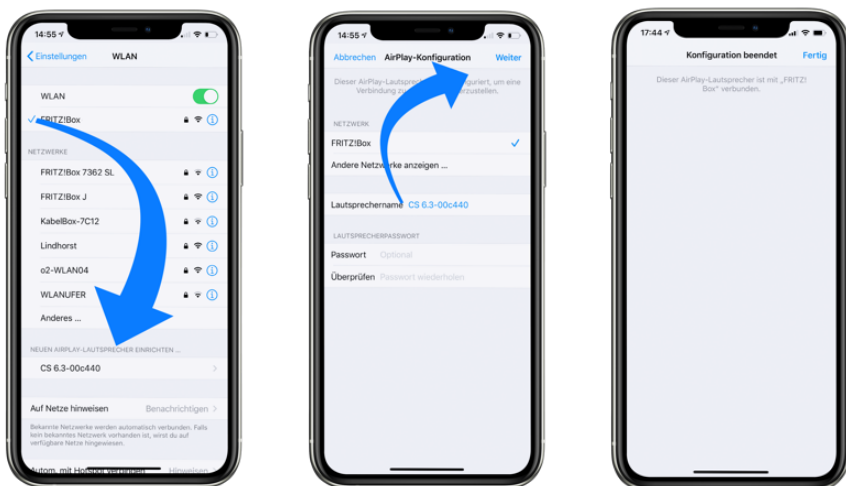 14:55
Einstellungen WLAN
WLAN
FRITZ!Box
NETZWERKE
FRITZ!Box 7362 SL
FRITZ!Box J
KabelBox-7C12
Lindhorst
o2-WLAN04
WLANUFER
Anderes ...
NEUEN AIRPLAY-LAUTSPRECHER EINRICHTEN ...
CS 6.3-00c440
Auf Netze hinweisen Benachrichtigen
Bekannte Netzwerke werden automatisch verbunden. Falls
kein bekanntes Netzwerk vorhanden ist, wirst du auf
verfügbare Netze hingewiesen.
Autom. mit Hotspot verbinden Hinweisen
14:55
Abbrechen AirPlay-Konfiguration Weiter
Dieser AirPlay-Lautsprecher um eine
Verbindung
NETZWERK
FRITZ!Box
Andere Netzwerke anzeigen ...
Lautsprechername CS 6.3-00c440
LAUTSPRECHERPASSWORT
Passwort Optional
Überprüfen Passwort wiederholen
17:44
Konfiguration beendet Fertig
Dieser AirPlay-Lautsprecher ist mit „FRITZ!
Box“ verbunden.